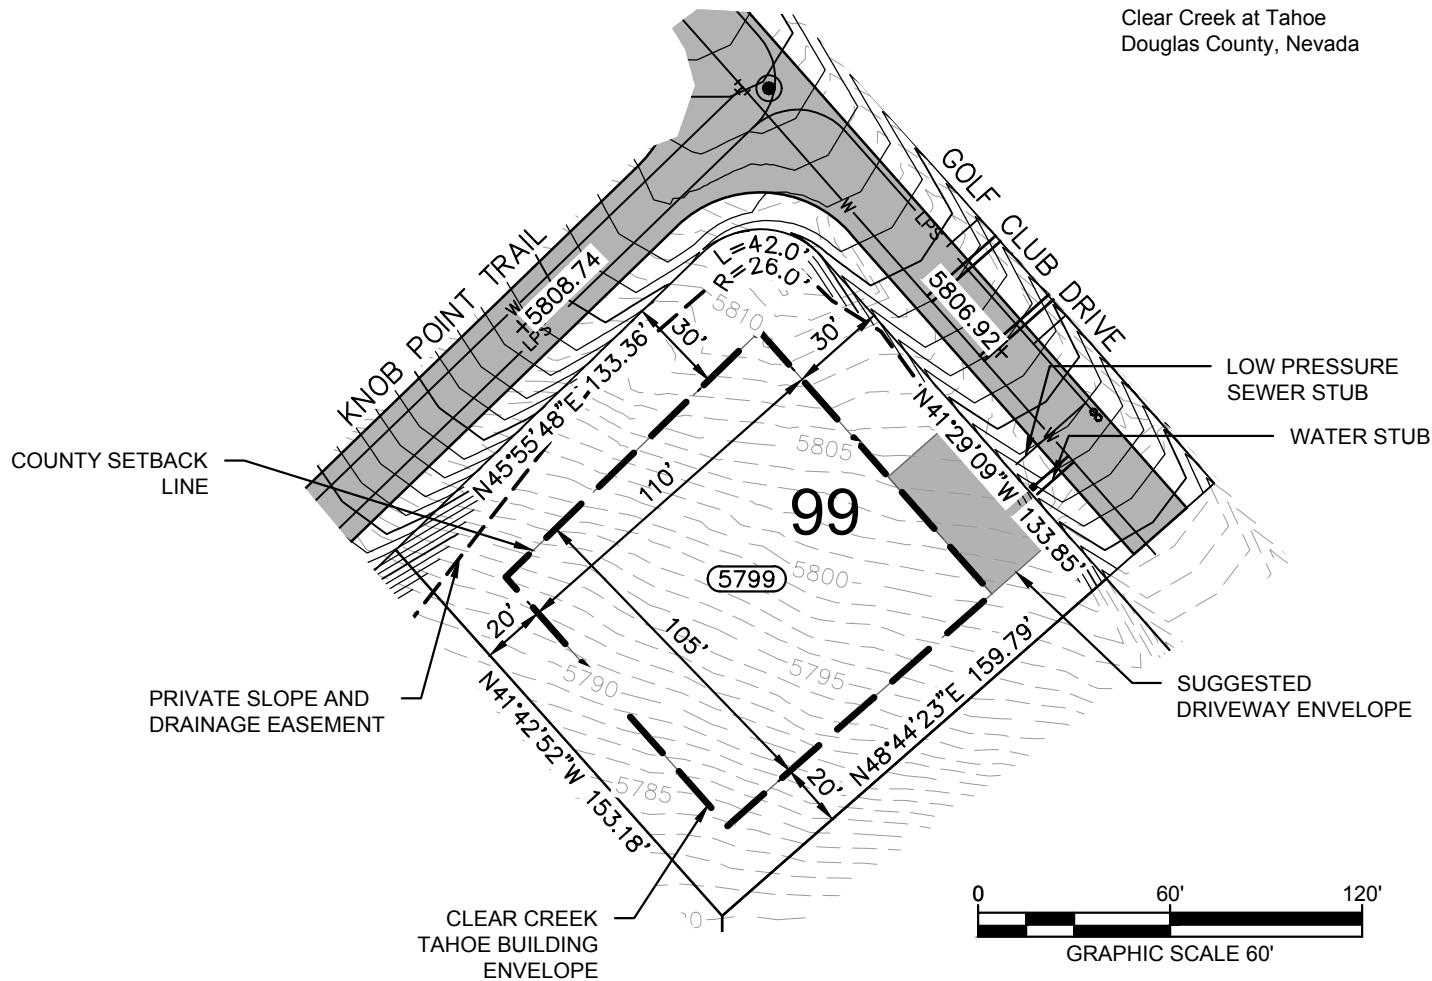 Clear Creek at Tahoe
Douglas County, Nevada
GOLF CLUB DRIVE
KNOB POINT TRAIL
W
LPS
5808.74
W
LPS
5806.92
W
L=42.0'
R=26.0'
5810
30'
30'
N45°55'48"E 133.36'
N41°29'09"W 133.85'
LOW PRESSURE
SEWER STUB
WATER STUB
COUNTY SETBACK
LINE
110'
5805
99
5799
5800
20'
105'
5790
5795
PRIVATE SLOPE AND
DRAINAGE EASEMENT
N41°42'52"W 153.18'
N48°44'23"E 159.79'
SUGGESTED
DRIVEWAY ENVELOPE
5785
20'
CLEAR CREEK
TAHOE BUILDING
ENVELOPE
0 60' 120'
GRAPHIC SCALE 60'